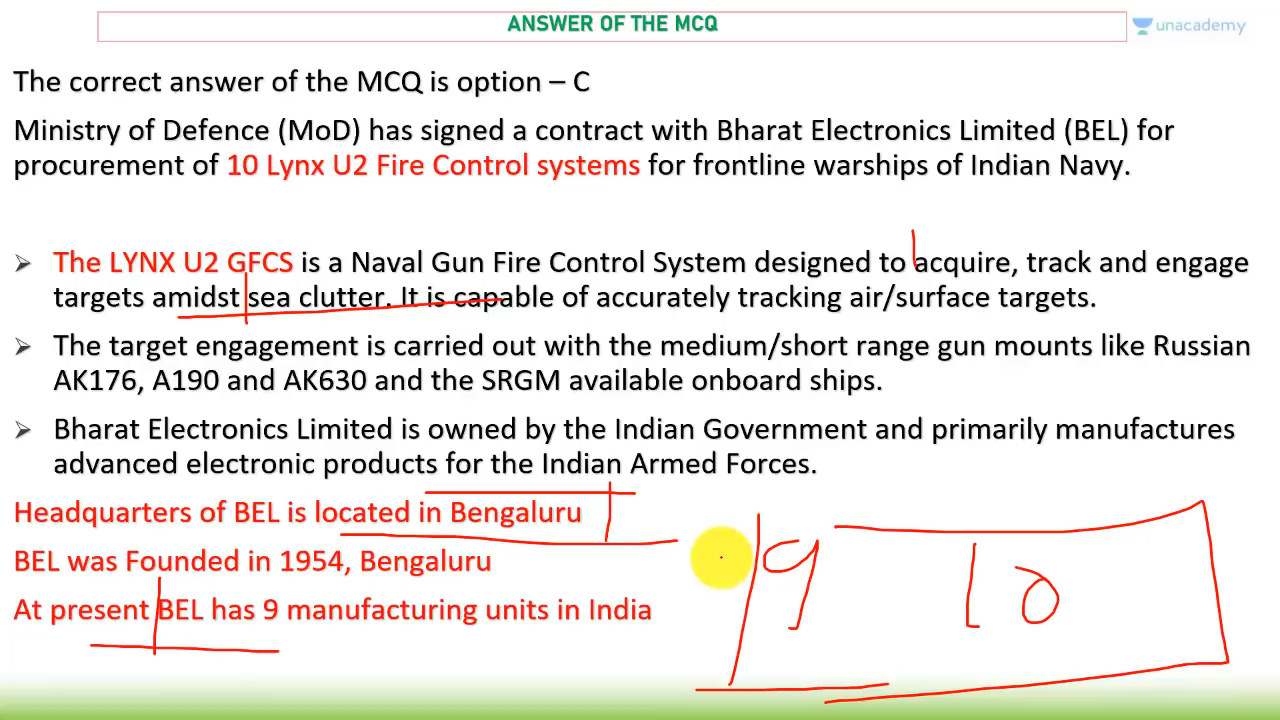 ANSWER OF THE MCQ
unacademy
The correct answer of the MCQ is option – C
Ministry of Defence (MoD) has signed a contract with Bharat Electronics Limited (BEL) for
procurement of 10 Lynx U2 Fire Control systems for frontline warships of Indian Navy.
➢ The LYNX U2 GFCS is a Naval Gun Fire Control System designed to acquire, track and engage
targets amidst sea clutter. It is capable of accurately tracking air/surface targets.
➢ The target engagement is carried out with the medium/short range gun mounts like Russian
AK176, A190 and AK630 and the SRGM available onboard ships.
➢ Bharat Electronics Limited is owned by the Indian Government and primarily manufactures
advanced electronic products for the Indian Armed Forces.
Headquarters of BEL is located in Bengaluru
BEL was Founded in 1954, Bengaluru
At present BEL has 9 manufacturing units in India
9 10